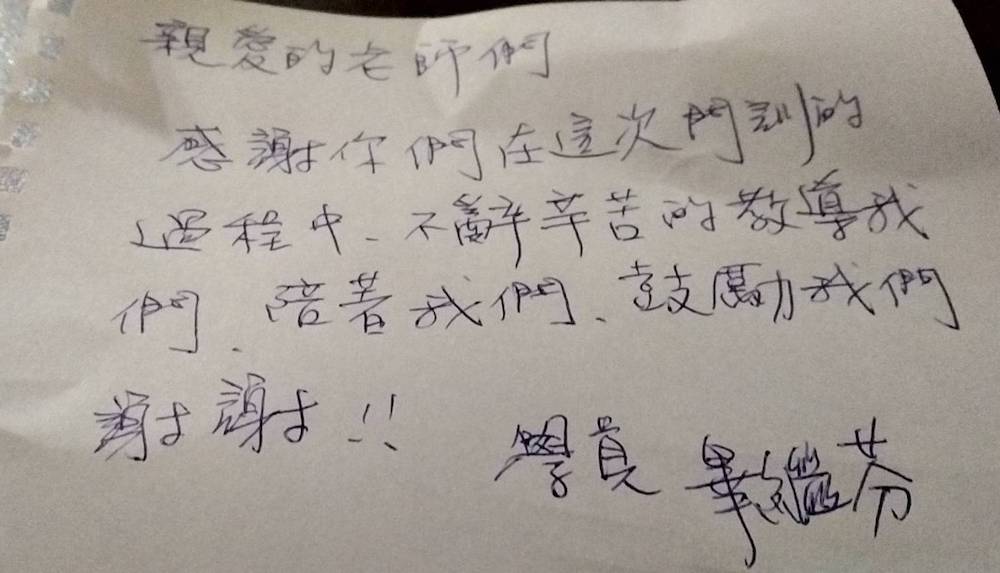 親愛的老師們
感謝你們在這次門訓的
過程中、不辭辛苦的教導我
們、陪著我們、鼓勵我們
謝謝!!
學員 芬